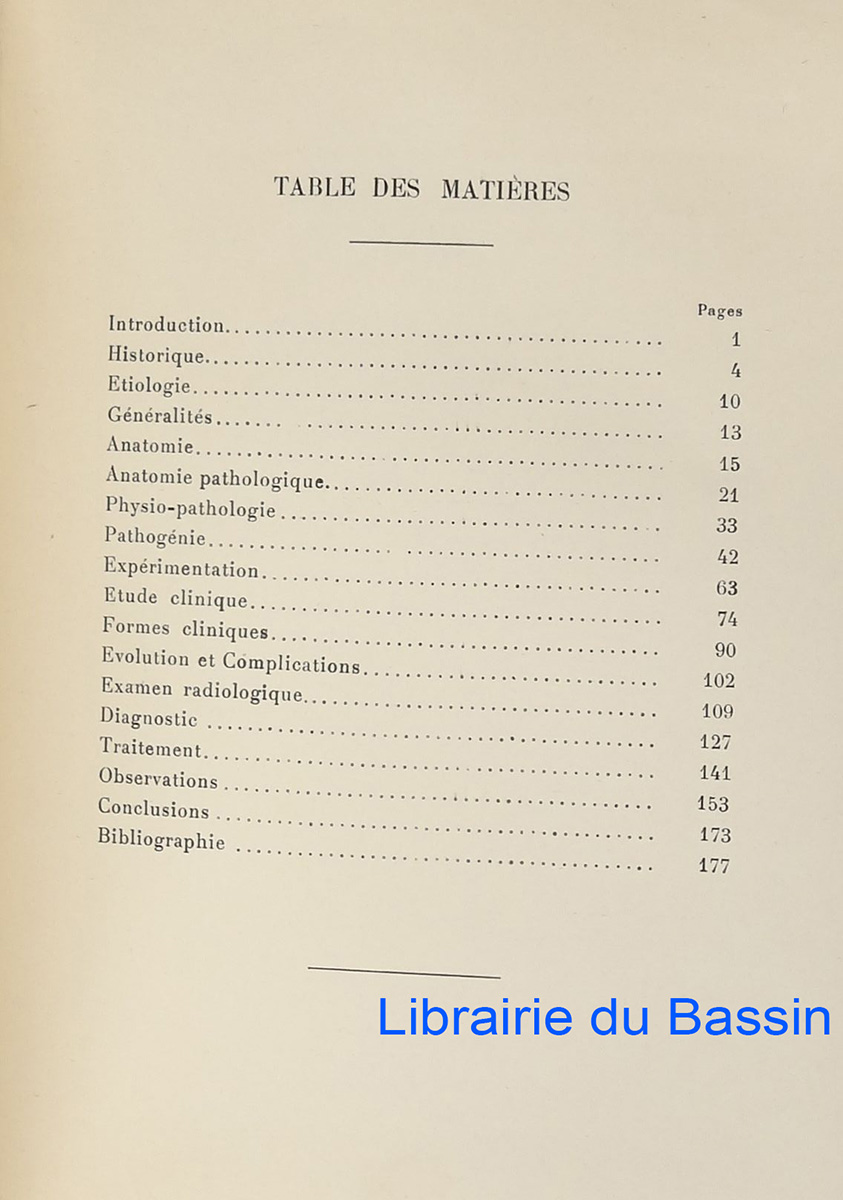 TABLE DES MATIÈRES
Pages
Introduction 1
Historique 4
Etiologie 10
Généralités 13
Anatomie 15
Anatomie pathologique 21
Physio-pathologie 33
Pathogénie 42
Expérimentation 63
Etude clinique 74
Formes cliniques 90
Evolution et Complications 102
Examen radiologique 109
Diagnostic 127
Traitement 141
Observations 153
Conclusions 173
Bibliographie 177
Librairie du Bassin